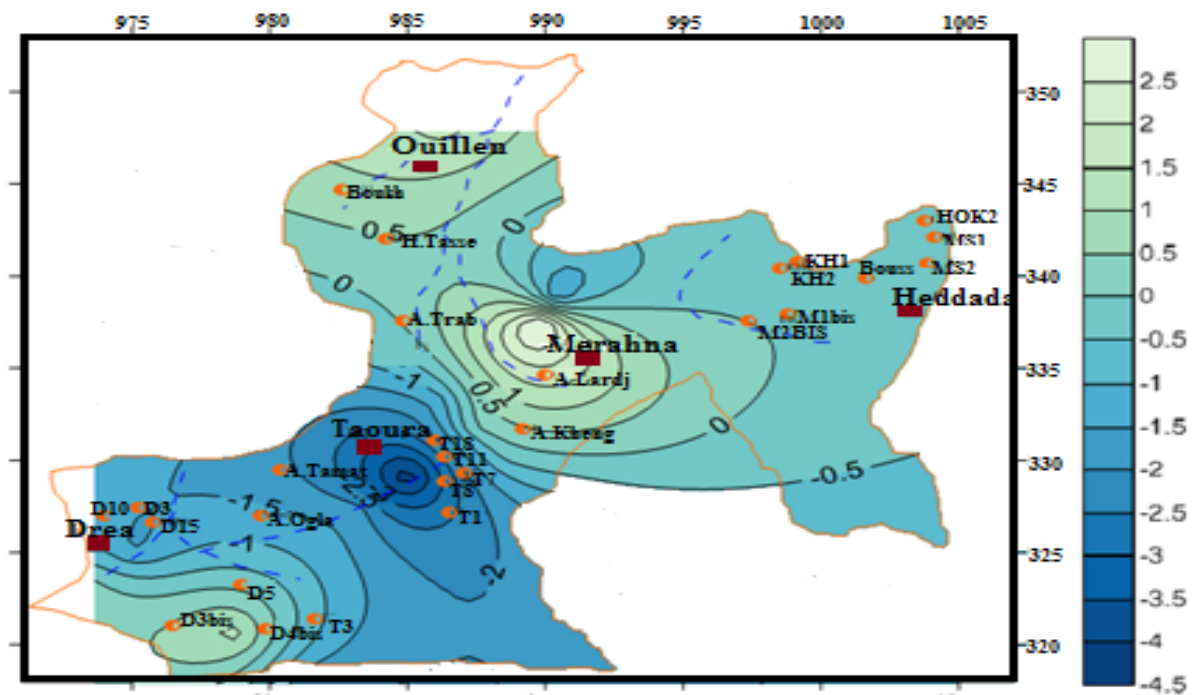 975 980 985 990 995 1000 1005
2.5
350
2
Ouillen
1.5
345
Boukh
1
HOK2
0.5
H.Tasse
0
MS1
0.5
KH1
MS2
340
0
KH2
Bouss
0
Heddada
A.Trab
M1bis
-0.5
M2BIS
Merahna
335
-1
-1
A.Lardj
0.5
1
-1.5
Taoura
A.Kheng
0
T18
330
-2
A.Tamat
T11
-0.5
T7
T8
-2.5
D10
D3
-1.5
A.Ogla
T1
Drea
D15
-3
-1
325
-2
D5
-3.5
D3bis
D4bis
T3
320
-4
-4.5